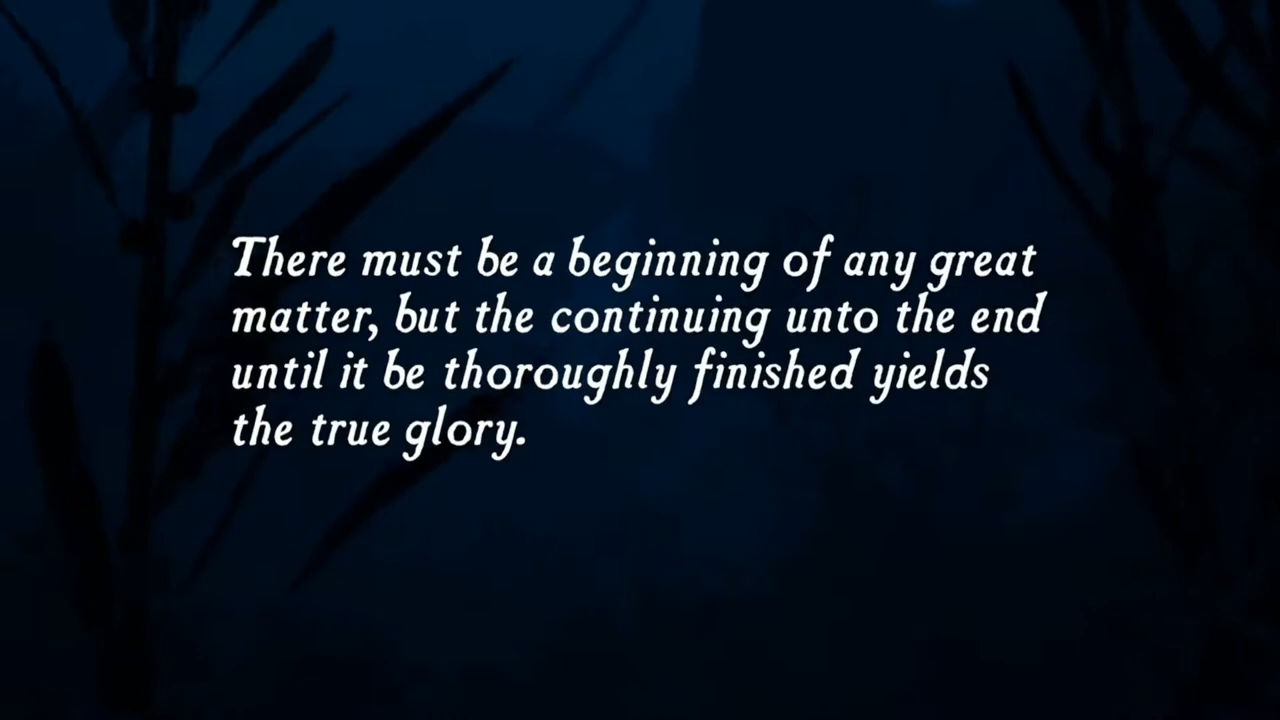 There must be a beginning of any great
matter, but the continuing unto the end
until it be thoroughly finished yields
the true glory.